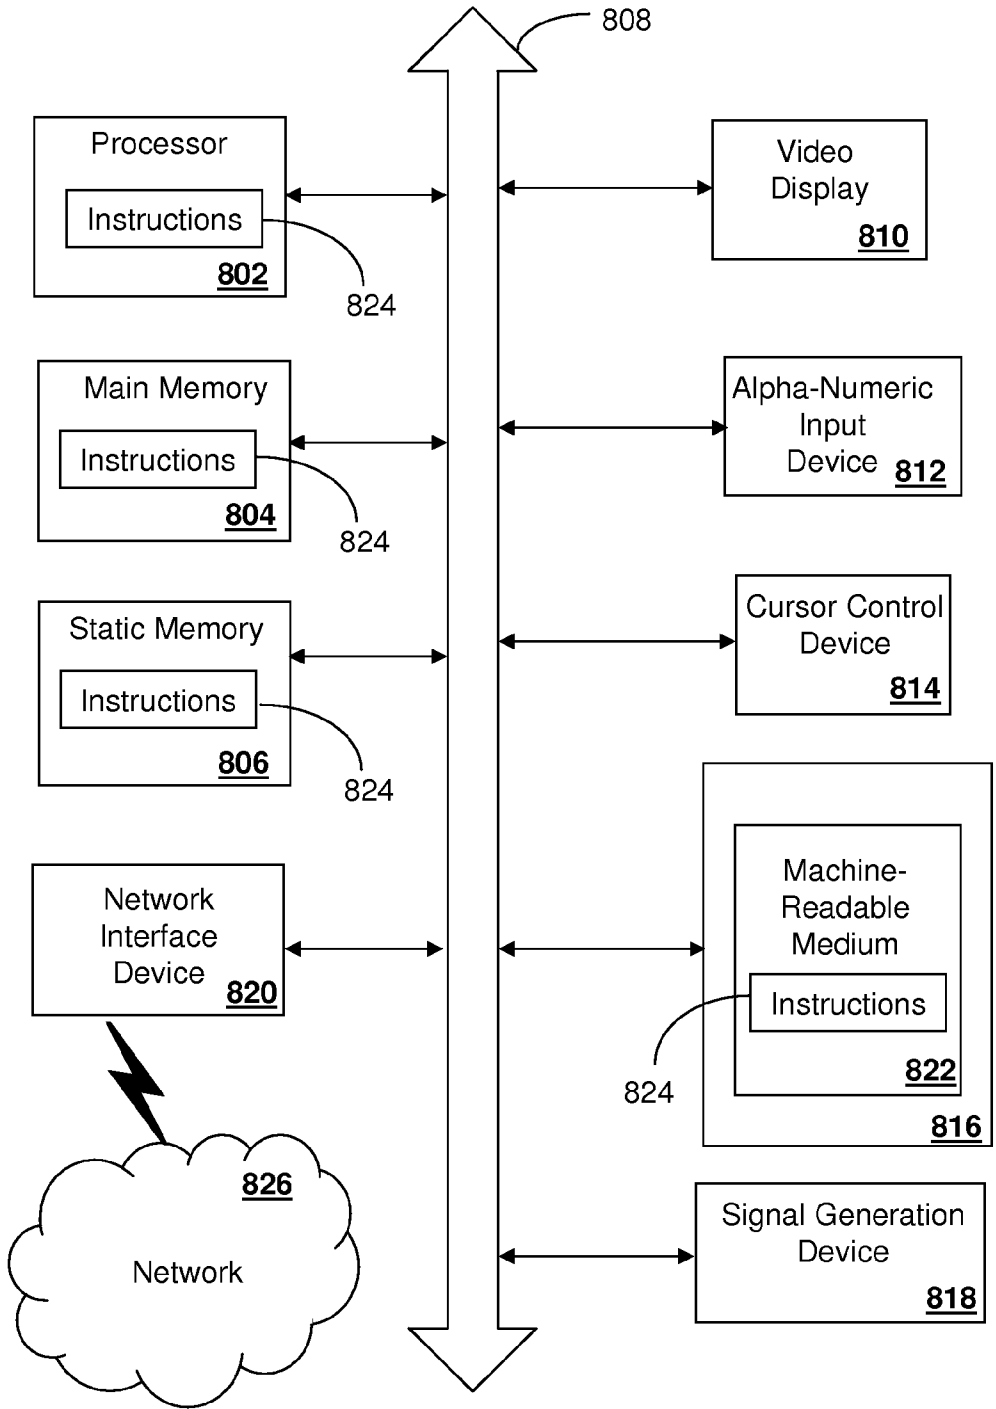 808
Processor
Instructions
802
824
Main Memory
Instructions
804
824
Static Memory
Instructions
806
824
Network
Interface
Device
820
826
Network
Video
Display
810
Alpha-Numeric
Input
Device
812
Cursor Control
Device
814
Machine-
Readable
Medium
Instructions
824
822
816
Signal Generation
Device
818